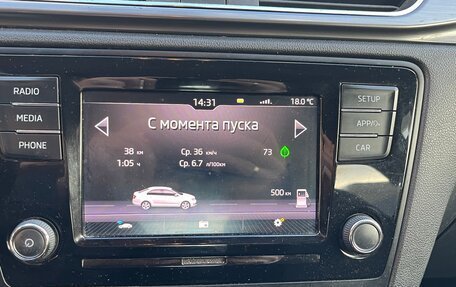 14:31 18.0 °C
RADIO
MEDIA
PHONE
SETUP
APP
CAR
С момента пуска
38 км Ср. 36 км/ч 73
1:05 ч Ср. 6.7 л/100км
500 км